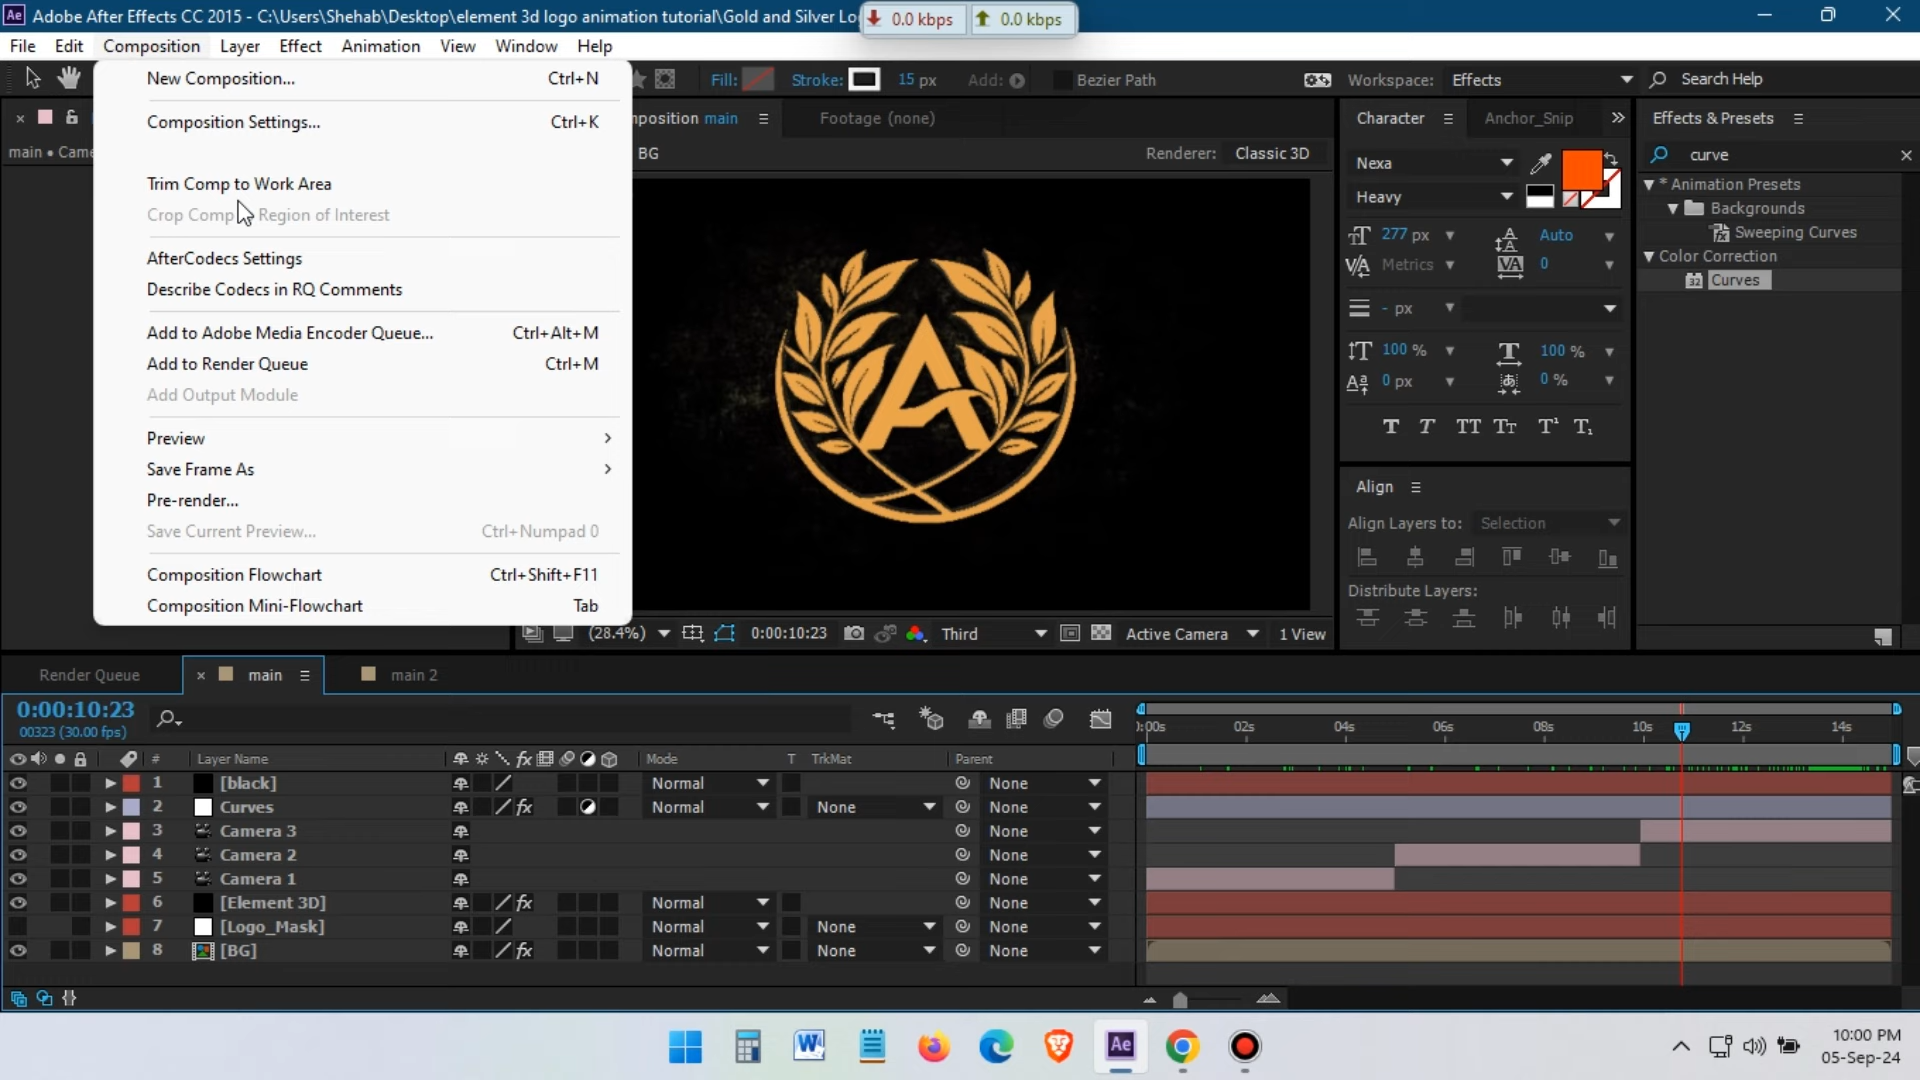 Adobe After Effects CC 2015 - C:\Users\Shehab\Desktop\element 3d logo animation tutorial\Gold and Silver Lo
0.0 kbps
0.0 kbps
File Edit Composition Layer Effect Animation View Window Help
New Composition... Ctrl+N
Composition Settings... Ctrl+K
Trim Comp to Work Area
Crop Comp Region of Interest
AfterCodecs Settings
Describe Codecs in RQ Comments
Add to Adobe Media Encoder Queue... Ctrl+Alt+M
Add to Render Queue Ctrl+M
Add Output Module
Preview
Save Frame As
Pre-render...
Save Current Preview... Ctrl+Numpad 0
Composition Flowchart Ctrl+Shift+F11
Composition Mini-Flowchart Tab
Fill: Stroke: 15 px Add: Bezier Path
Workspace: Effects Search Help
main • Came
mposition main Footage (none)
BG Renderer: Classic 3D
A
(28.4%) 0:00:10:23 Third Active Camera 1 View
Character Anchor_Snip
Nexa
Heavy
277 px Auto
Metrics 0
- px
100 % 100 %
0 px 0 %
T T TT Tт T¹ T₁
Align
Align Layers to: Selection
Distribute Layers:
Effects & Presets
curve
* Animation Presets
Backgrounds
Sweeping Curves
Color Correction
Curves
Render Queue main main 2
0:00:10:23
00323 (30.00 fps)
):00s 02s 04s 06s 08s 10s 12s 14s
# Layer Name Mode T TrkMat Parent
1 [black] Normal None
2 Curves Normal None None
3 Camera 3 None
4 Camera 2 None
5 Camera 1 None
6 [Element 3D] Normal None
7 [Logo_Mask] Normal None None
8 [BG] Normal None None
10:00 PM
05-Sep-24